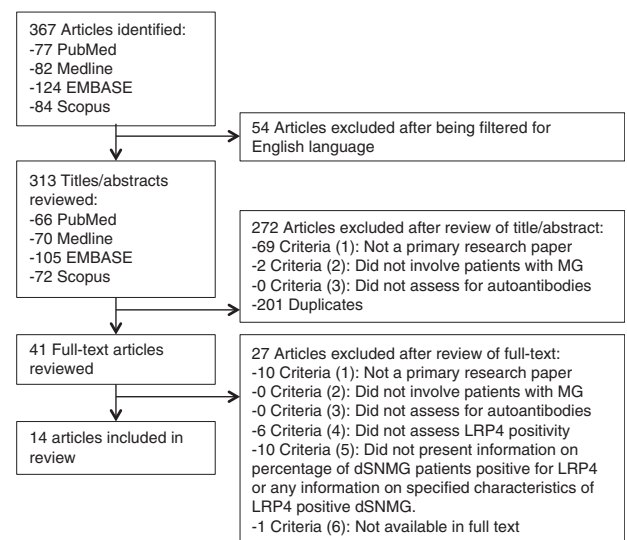 367 Articles identified:
-77 PubMed
-82 Medline
-124 EMBASE
-84 Scopus
54 Articles excluded after being filtered for
English language
313 Titles/abstracts
reviewed:
-66 PubMed
-70 Medline
-105 EMBASE
-72 Scopus
272 Articles excluded after review of title/abstract:
-69 Criteria (1): Not a primary research paper
-2 Criteria (2): Did not involve patients with MG
-0 Criteria (3): Did not assess for autoantibodies
-201 Duplicates
41 Full-text articles
reviewed
27 Articles excluded after review of full-text:
-10 Criteria (1): Not a primary research paper
-0 Criteria (2): Did not involve patients with MG
-0 Criteria (3): Did not assess for autoantibodies
-6 Criteria (4): Did not assess LRP4 positivity
-10 Criteria (5): Did not present information on
percentage of dSNMG patients positive for LRP4
or any information on specified characteristics of
LRP4 positive dSNMG.
-1 Criteria (6): Not available in full text
14 articles included in
review